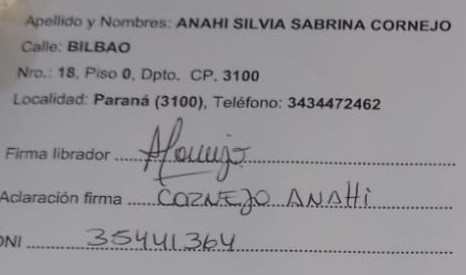 Apellido y Nombres: ANAHI SILVIA SABRINA CORNEJO
Calle: BILBAO
Nro.: 18, Piso 0, Dpto. CP. 3100
Localidad: Paraná (3100), Teléfono: 3434472462
Firma librador
Aclaración firma CORNEJO ANAHI
DNI 35441364